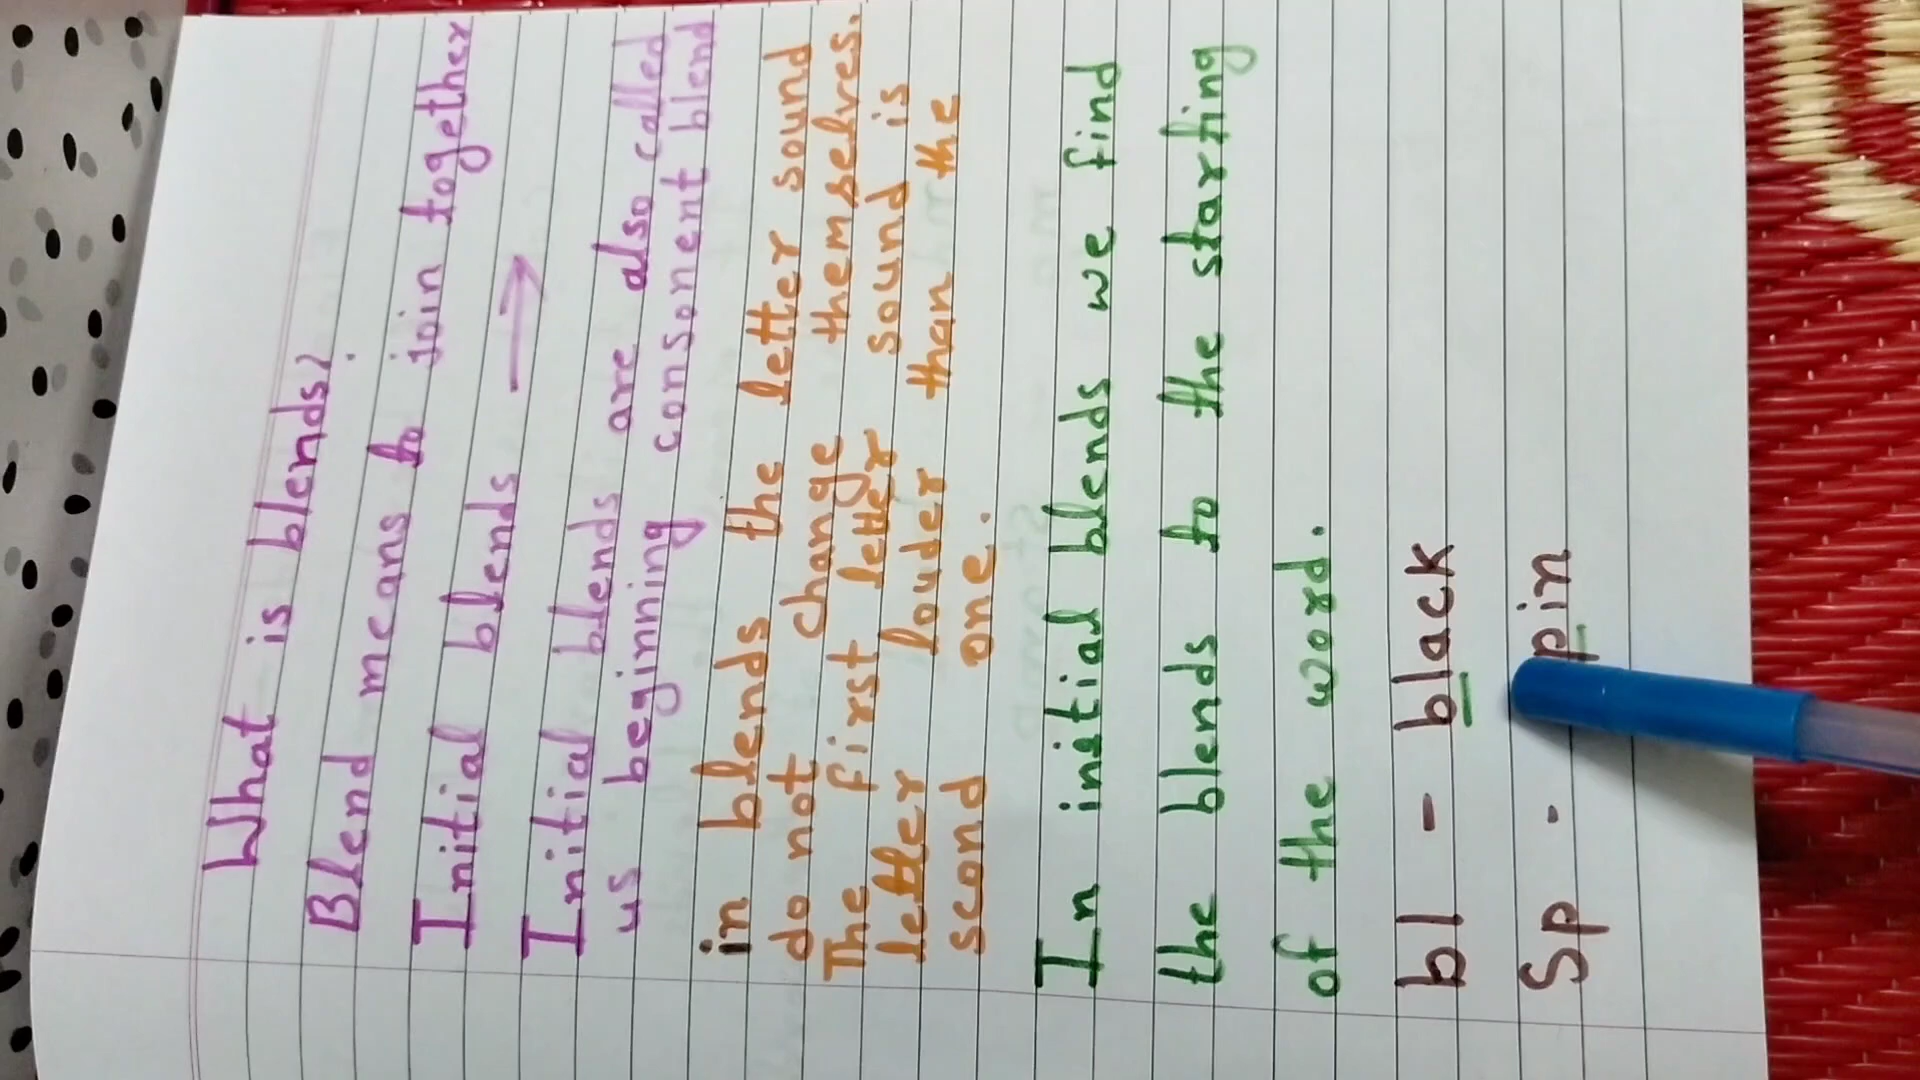 What is blends?
Blend means to join together
Initial blends →
Initial blends are also called
us beginning consonent blend
in blends the letter sound
do not change themselves.
The first letter sound is
letter louder than the
scond one.
In initial blends we find
the blends to the starting
of the word.
bl - black
Sp - pin